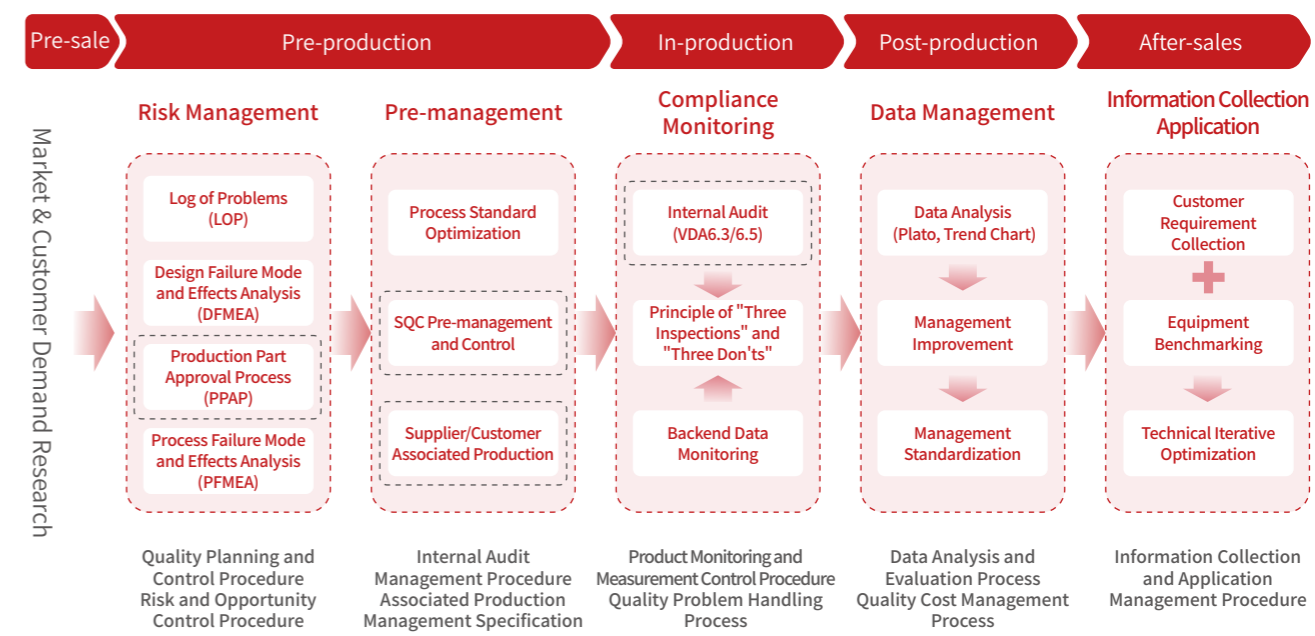 Pre-sale
Pre-production
In-production
Post-production
After-sales
Market & Customer Demand Research
Risk Management
Log of Problems
(LOP)
Design Failure Mode
and Effects Analysis
(DFMEA)
Production Part
Approval Process
(PPAP)
Process Failure Mode
and Effects Analysis
(PFMEA)
Quality Planning and
Control Procedure
Risk and Opportunity
Control Procedure
Pre-management
Process Standard
Optimization
SQC Pre-management
and Control
Supplier/Customer
Associated Production
Internal Audit
Management Procedure
Associated Production
Management Specification
Compliance
Monitoring
Internal Audit
(VDA6.3/6.5)
Principle of "Three
Inspections" and
"Three Don'ts"
Backend Data
Monitoring
Product Monitoring and
Measurement Control Procedure
Quality Problem Handling
Process
Data Management
Data Analysis
(Plato, Trend Chart)
Management
Improvement
Management
Standardization
Data Analysis and
Evaluation Process
Quality Cost Management
Process
Information Collection
Application
Customer
Requirement
Collection
Equipment
Benchmarking
Technical Iterative
Optimization
Information Collection
and Application
Management Procedure